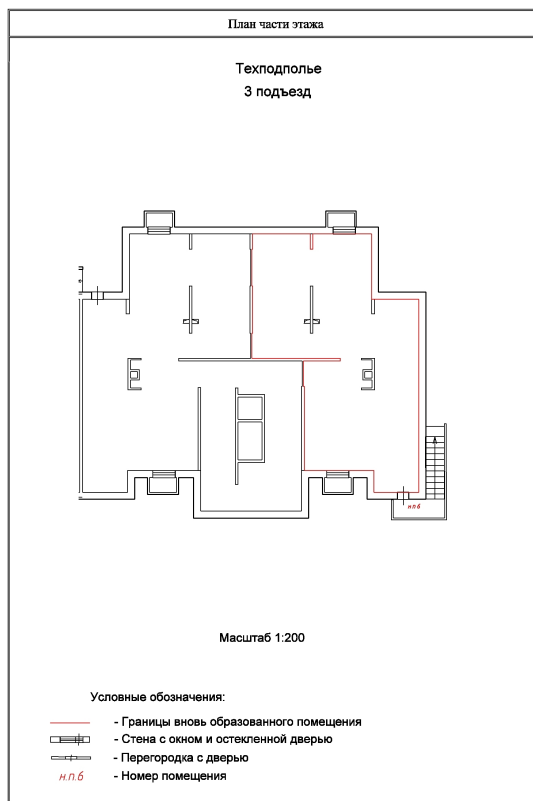 План части этажа
Техподполье
3 подъезд
н.п.6
Масштаб 1:200
Условные обозначения:
- Границы вновь образованного помещения
- Стена с окном и остекленной дверью
- Перегородка с дверью
н.п.6 - Номер помещения